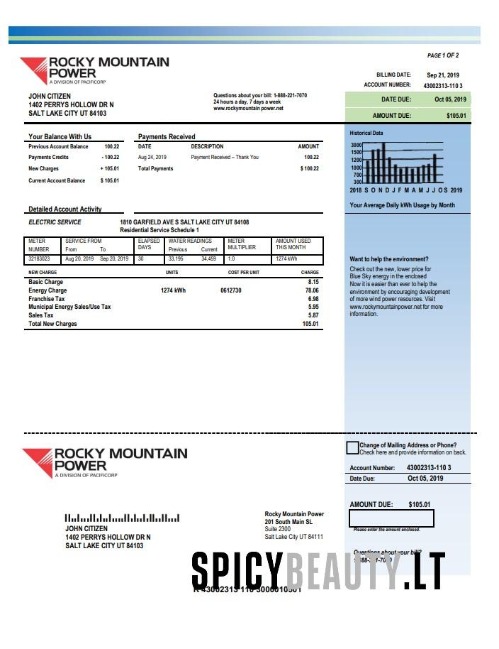 PAGE 1 OF 2
ROCKY MOUNTAIN
POWER
A DIVISION OF PACIFICORP
BILLING DATE: Sep 21, 2019
ACCOUNT NUMBER: 43002313-110 3
DATE DUE: Oct 05, 2019
AMOUNT DUE: $105.01
JOHN CITIZEN
1402 PERRYS HOLLOW DR N
SALT LAKE CITY UT 84103
Questions about your bill: 1-888-221-7070
24 hours a day, 7 days a week
www.rockymountain power.net
Your Balance With Us
Previous Account Balance 100.22
Payments Credits - 100.22
New Charges + 105.01
Current Account Balance $ 105.01
Payments Received
DATE DESCRIPTION AMOUNT
Aug 24, 2019 Payment Received – Thank You 100.22
Total Payments $ 100.22
Historical Data
1500
1200
2018 S O N D J F M A M J J O S 2019
Your Average Daily kWh Usage by Month
Detailed Account Activity
ELECTRIC SERVICE 1810 GARFIELD AVE S SALT LAKE CITY UT 84108
Residential Service Schedule 1
METER NUMBER SERVICE FROM From To ELAPSED DAYS WATER READINGS Previous Current METER MULTIPLIER AMOUNT USED THIS MONTH
32183023 Aug 20, 2019 Sep 20, 2019 30 33,195 34,469 1.0 1274 kWh
NEW CHARGE UNITS COST PER UNIT CHARGE
Basic Charge 8.15
Energy Charge 1274 kWh 0612730 78.06
Franchise Tax 6.98
Municipal Energy Sales/Use Tax 5.95
Sales Tax 5.87
Total New Charges 105.01
Want to help the environment?
Check out the new, lower price for
Blue Sky energy in the enclosed
Now it is easier than ever to help the
environment by encouraging development
of more wind power resources. Visit
www.rockymountainpower.net for more
information.
ROCKY MOUNTAIN
POWER
A DIVISION OF PACIFICORP
Change of Mailing Address or Phone?
Check here and provide information on back.
Account Number: 43002313-110 3
Date Due: Oct 05, 2019
AMOUNT DUE: $105.01
Please enter the amount enclosed.
Questions about your bill?
JOHN CITIZEN
1402 PERRYS HOLLOW DR N
SALT LAKE CITY UT 84103
Rocky Mountain Power
201 South Main SL
Suite 2300
Salt Lake City UT 84111
SPICYBEAUTY.LT